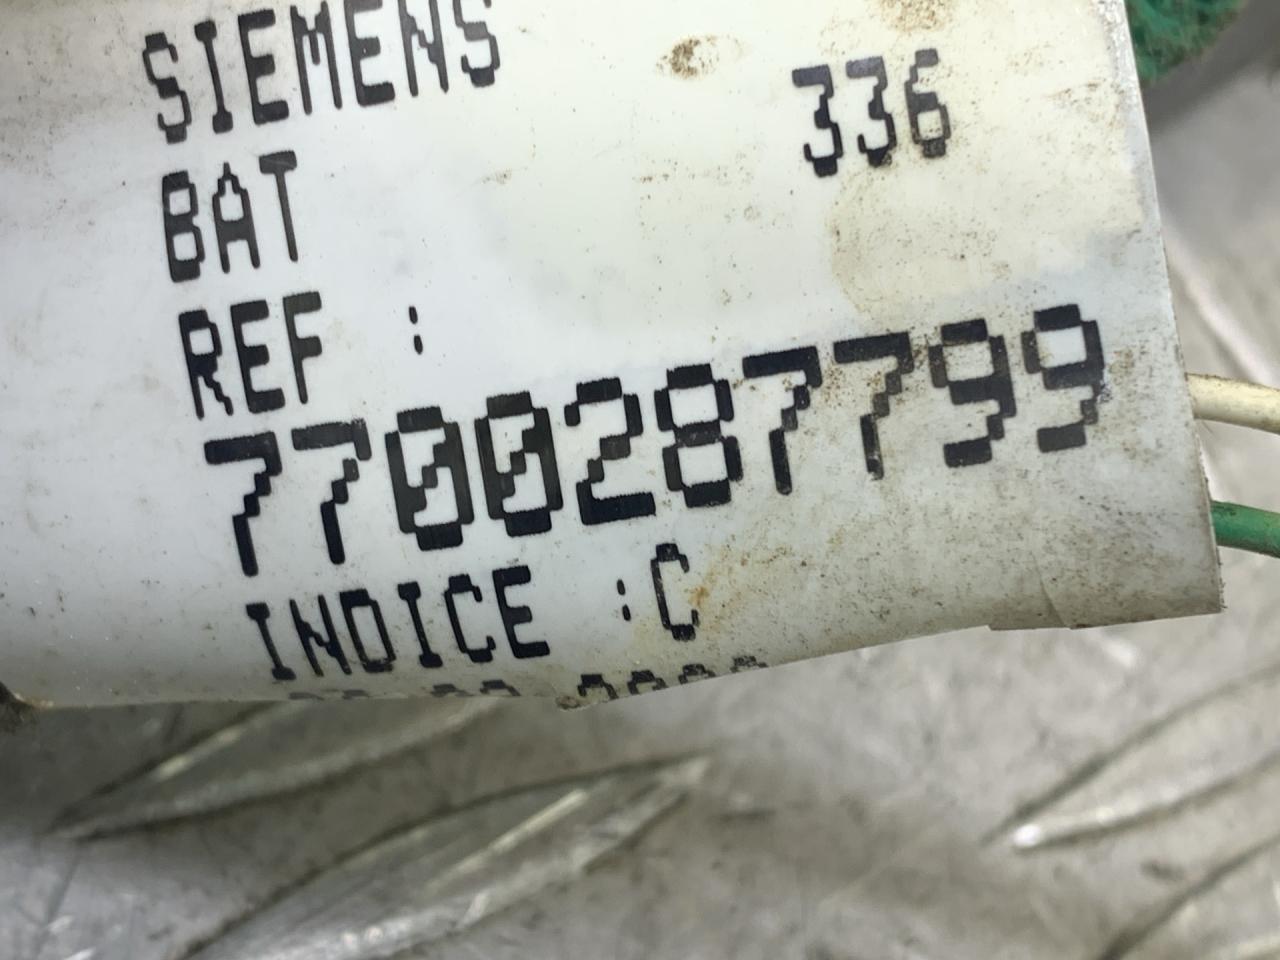 SIEMENS
BAT 336
REF :
7700287799
INDICE :C